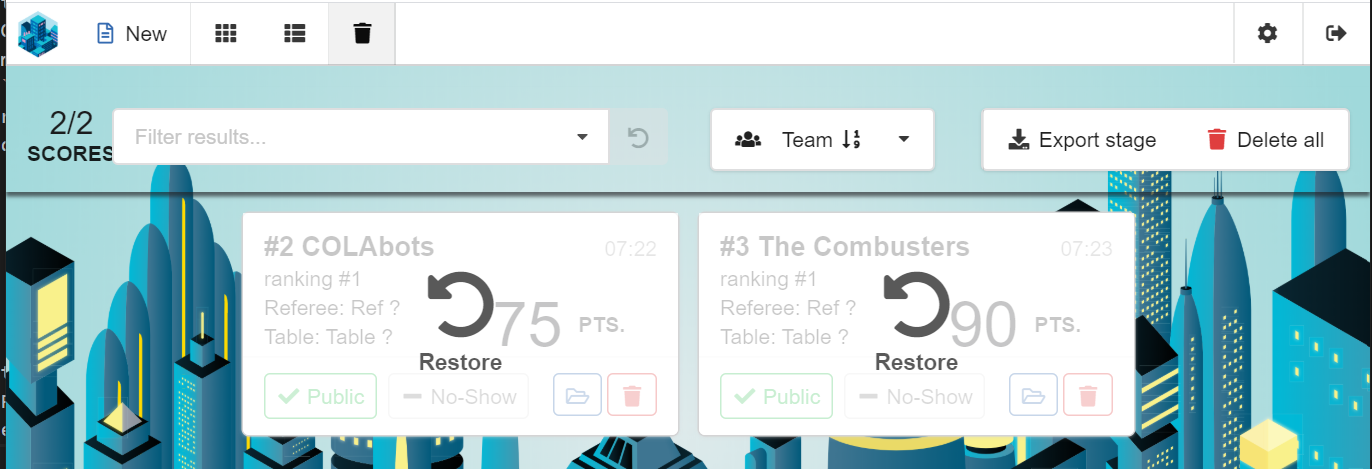 New
2/2
SCORES
Filter results...
Team
Export stage
Delete all
#2 COLAbots
07:22
ranking #1
Referee: Ref ?
Table: Table ?
75 PTS.
Restore
Public
No-Show
#3 The Combusters
07:23
ranking #1
Referee: Ref ?
Table: Table ?
90 PTS.
Restore
Public
No-Show